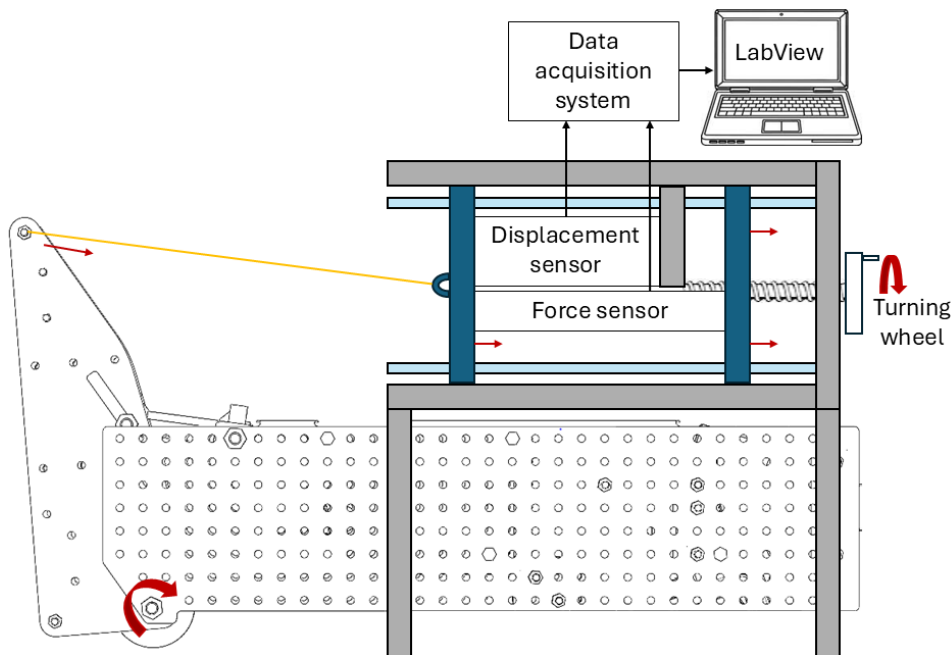 Data
acquisition
system
LabView
Displacement
sensor
Force sensor
Turning
wheel